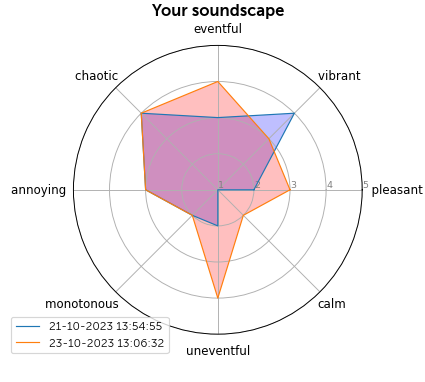 Your soundscape
eventful
chaotic
vibrant
annoying
1
2
3
4
5
pleasant
monotonous
calm
21-10-2023 13:54:55
23-10-2023 13:06:32
uneventful